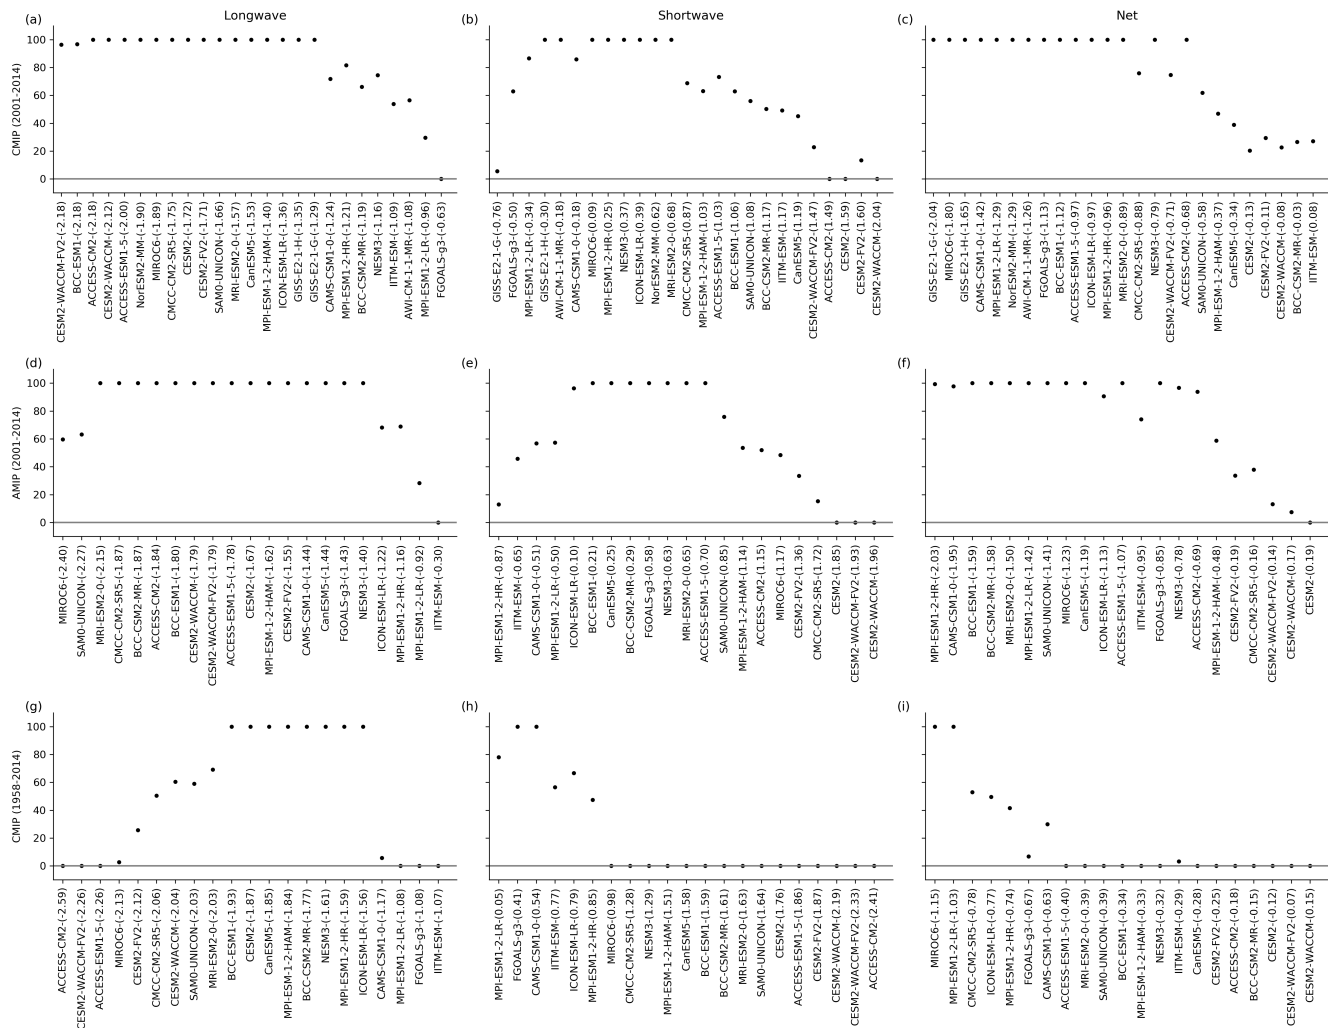 (a) Longwave
(b) Shortwave
(c) Net
CMIP (2001-2014)
100
80
60
40
20
0
CESM2-WACCM-FV2-(-2.18)
BCC-ESM1-(-2.18)
ACCESS-CM2-(-2.18)
CESM2-WACCM-(-2.12)
ACCESS-ESM1-5-(-2.00)
NorESM2-MM-(-1.90)
MIROC6-(-1.89)
CMCC-CM2-SR5-(-1.75)
CESM2-(-1.72)
CESM2-FV2-(-1.71)
SAM0-UNICON-(-1.66)
MRI-ESM2-0-(-1.57)
CanESM5-(-1.53)
MPI-ESM-1-2-HAM-(-1.40)
ICON-ESM-LR-(-1.36)
GISS-E2-1-H-(-1.35)
GISS-E2-1-G-(-1.29)
CAMS-CSM1-0-(-1.24)
MPI-ESM1-2-HR-(-1.21)
BCC-CSM2-MR-(-1.19)
NESM3-(-1.16)
IITM-ESM-(-1.09)
AWI-CM-1-1-MR-(-1.08)
MPI-ESM1-2-LR-(-0.96)
FGOALS-g3-(-0.63)
GISS-E2-1-G-(-0.76)
FGOALS-g3-(-0.50)
MPI-ESM1-2-LR-(-0.34)
GISS-E2-1-H-(-0.30)
AWI-CM-1-1-MR-(-0.18)
CAMS-CSM1-0-(-0.18)
MIROC6-(0.09)
MPI-ESM1-2-HR-(0.25)
NESM3-(0.37)
ICON-ESM-LR-(0.39)
NorESM2-MM-(0.62)
MRI-ESM2-0-(0.68)
CMCC-CM2-SR5-(0.87)
MPI-ESM-1-2-HAM-(1.03)
ACCESS-ESM1-5-(1.03)
BCC-ESM1-(1.06)
SAM0-UNICON-(1.08)
BCC-CSM2-MR-(1.17)
IITM-ESM-(1.17)
CanESM5-(1.19)
CESM2-WACCM-FV2-(1.47)
ACCESS-CM2-(1.49)
CESM2-(1.59)
CESM2-FV2-(1.60)
CESM2-WACCM-(2.04)
GISS-E2-1-G-(-2.04)
MIROC6-(-1.80)
GISS-E2-1-H-(-1.65)
CAMS-CSM1-0-(-1.42)
MPI-ESM1-2-LR-(-1.29)
NorESM2-MM-(-1.29)
AWI-CM-1-1-MR-(-1.26)
FGOALS-g3-(-1.13)
BCC-ESM1-(-1.12)
ACCESS-ESM1-5-(-0.97)
ICON-ESM-LR-(-0.97)
MPI-ESM1-2-HR-(-0.96)
MRI-ESM2-0-(-0.89)
CMCC-CM2-SR5-(-0.88)
NESM3-(-0.79)
CESM2-WACCM-FV2-(-0.71)
ACCESS-CM2-(-0.68)
SAM0-UNICON-(-0.58)
MPI-ESM-1-2-HAM-(-0.37)
CanESM5-(-0.34)
CESM2-(-0.13)
CESM2-FV2-(-0.11)
CESM2-WACCM-(-0.08)
BCC-CSM2-MR-(-0.03)
IITM-ESM-(0.08)
(d)
(e)
(f)
AMIP (2001-2014)
100
80
60
40
20
0
MIROC6-(-2.40)
SAM0-UNICON-(-2.27)
MRI-ESM2-0-(-2.15)
CMCC-CM2-SR5-(-1.87)
BCC-CSM2-MR-(-1.87)
ACCESS-CM2-(-1.84)
BCC-ESM1-(-1.80)
CESM2-WACCM-(-1.79)
CESM2-WACCM-FV2-(-1.79)
ACCESS-ESM1-5-(-1.78)
CESM2-(-1.67)
MPI-ESM-1-2-HAM-(-1.62)
CESM2-FV2-(-1.55)
CAMS-CSM1-0-(-1.44)
CanESM5-(-1.44)
FGOALS-g3-(-1.43)
NESM3-(-1.40)
ICON-ESM-LR-(-1.22)
MPI-ESM1-2-HR-(-1.16)
MPI-ESM1-2-LR-(-0.92)
IITM-ESM-(-0.30)
MPI-ESM1-2-HR-(-0.87)
IITM-ESM-(-0.65)
CAMS-CSM1-0-(-0.51)
MPI-ESM1-2-LR-(-0.50)
ICON-ESM-LR-(0.10)
BCC-ESM1-(0.21)
CanESM5-(0.25)
BCC-CSM2-MR-(0.29)
FGOALS-g3-(0.58)
NESM3-(0.63)
MRI-ESM2-0-(0.65)
ACCESS-ESM1-5-(0.70)
SAM0-UNICON-(0.85)
MPI-ESM-1-2-HAM-(1.14)
ACCESS-CM2-(1.15)
MIROC6-(1.17)
CESM2-FV2-(1.36)
CMCC-CM2-SR5-(1.72)
CESM2-(1.85)
CESM2-WACCM-FV2-(1.93)
CESM2-WACCM-(1.96)
MPI-ESM1-2-HR-(-2.03)
CAMS-CSM1-0-(-1.95)
BCC-ESM1-(-1.59)
BCC-CSM2-MR-(-1.58)
MRI-ESM2-0-(-1.50)
MPI-ESM1-2-LR-(-1.42)
SAM0-UNICON-(-1.41)
MIROC6-(-1.23)
CanESM5-(-1.19)
ICON-ESM-LR-(-1.13)
ACCESS-ESM1-5-(-1.07)
IITM-ESM-(-0.95)
FGOALS-g3-(-0.85)
NESM3-(-0.78)
ACCESS-CM2-(-0.69)
MPI-ESM-1-2-HAM-(-0.48)
CESM2-FV2-(-0.19)
CMCC-CM2-SR5-(-0.16)
CESM2-WACCM-FV2-(0.14)
CESM2-WACCM-(0.17)
CESM2-(0.19)
(g)
(h)
(i)
CMIP (1958-2014)
100
80
60
40
20
0
ACCESS-CM2-(-2.59)
CESM2-WACCM-FV2-(-2.26)
ACCESS-ESM1-5-(-2.26)
MIROC6-(-2.13)
CESM2-FV2-(-2.12)
CMCC-CM2-SR5-(-2.06)
CESM2-WACCM-(-2.04)
SAM0-UNICON-(-2.03)
MRI-ESM2-0-(-2.03)
BCC-ESM1-(-1.93)
CESM2-(-1.87)
CanESM5-(-1.85)
MPI-ESM-1-2-HAM-(-1.84)
BCC-CSM2-MR-(-1.77)
NESM3-(-1.61)
MPI-ESM1-2-HR-(-1.59)
ICON-ESM-LR-(-1.56)
CAMS-CSM1-0-(-1.17)
MPI-ESM1-2-LR-(-1.08)
FGOALS-g3-(-1.08)
IITM-ESM-(-1.07)
MPI-ESM1-2-LR-(0.05)
FGOALS-g3-(0.41)
CAMS-CSM1-0-(0.54)
IITM-ESM-(0.77)
ICON-ESM-LR-(0.79)
MPI-ESM1-2-HR-(0.85)
MIROC6-(0.98)
CMCC-CM2-SR5-(1.28)
NESM3-(1.29)
MPI-ESM-1-2-HAM-(1.51)
CanESM5-(1.58)
BCC-ESM1-(1.59)
BCC-CSM2-MR-(1.61)
MRI-ESM2-0-(1.63)
SAM0-UNICON-(1.64)
CESM2-(1.76)
ACCESS-ESM1-5-(1.86)
CESM2-FV2-(1.87)
CESM2-WACCM-(2.19)
CESM2-WACCM-FV2-(2.33)
ACCESS-CM2-(2.41)
MIROC6-(-1.15)
MPI-ESM1-2-LR-(-1.03)
CMCC-CM2-SR5-(-0.78)
ICON-ESM-LR-(-0.77)
MPI-ESM1-2-HR-(-0.74)
FGOALS-g3-(-0.67)
CAMS-CSM1-0-(-0.63)
ACCESS-ESM1-5-(-0.40)
MRI-ESM2-0-(-0.39)
SAM0-UNICON-(-0.39)
BCC-ESM1-(-0.34)
MPI-ESM-1-2-HAM-(-0.33)
NESM3-(-0.32)
IITM-ESM-(-0.29)
CanESM5-(-0.28)
CESM2-FV2-(-0.25)
ACCESS-CM2-(-0.18)
BCC-CSM2-MR-(-0.15)
CESM2-(-0.12)
CESM2-WACCM-FV2-(0.07)
CESM2-WACCM-(0.15)